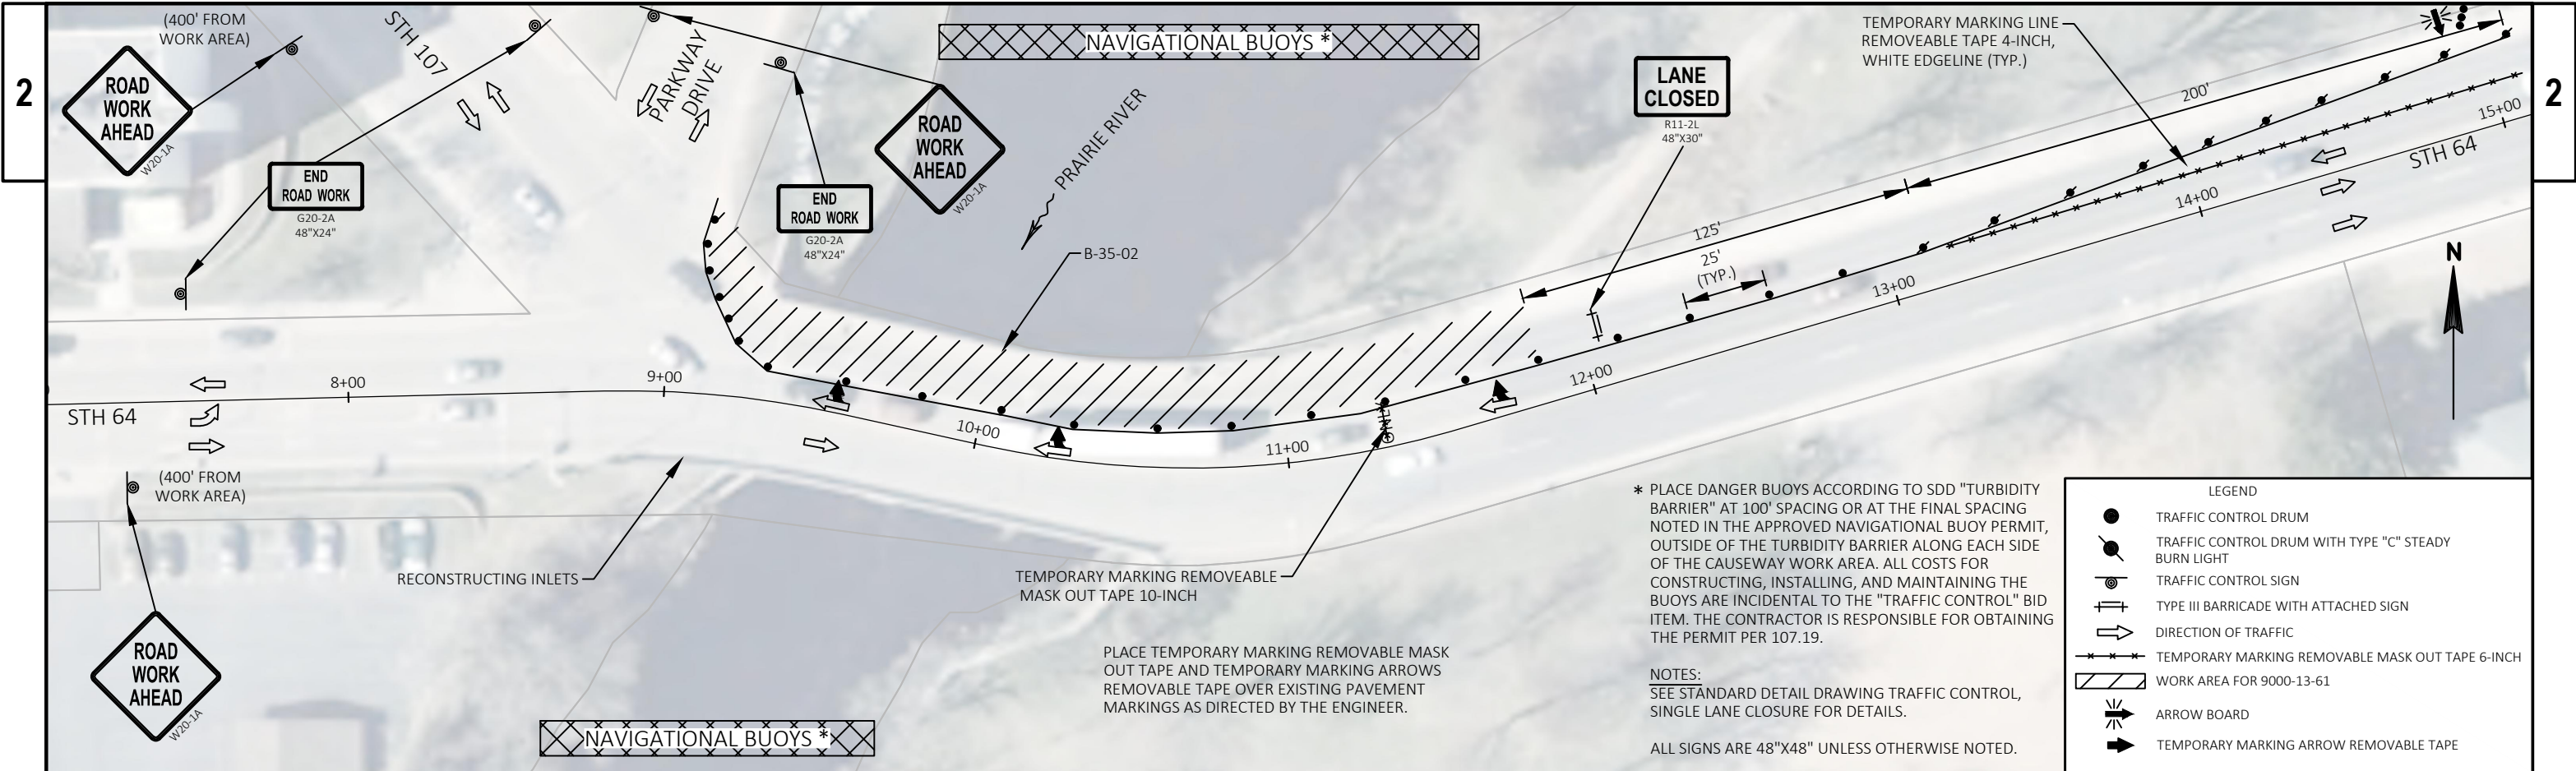 2
(400' FROM
WORK AREA)
ROAD
WORK
AHEAD
W20-1A
STH 107
END
ROAD WORK
G20-2A
48"X24"
PARKWAY
DRIVE
END
ROAD WORK
G20-2A
48"X24"
ROAD
WORK
AHEAD
W20-1A
NAVIGATIONAL BUOYS *
PRAIRIE RIVER
B-35-02
LANE
CLOSED
R11-2L
48"X30"
TEMPORARY MARKING LINE
REMOVEABLE TAPE 4-INCH,
WHITE EDGELINE (TYP.)
200'
125'
25'
(TYP.)
15+00
STH 64
14+00
13+00
12+00
11+00
10+00
9+00
8+00
STH 64
N
2
ONLY
(400' FROM
WORK AREA)
ROAD
WORK
AHEAD
W20-1A
RECONSTRUCTING INLETS
TEMPORARY MARKING REMOVEABLE
MASK OUT TAPE 10-INCH
PLACE TEMPORARY MARKING REMOVABLE MASK
OUT TAPE AND TEMPORARY MARKING ARROWS
REMOVABLE TAPE OVER EXISTING PAVEMENT
MARKINGS AS DIRECTED BY THE ENGINEER.
NAVIGATIONAL BUOYS *
* PLACE DANGER BUOYS ACCORDING TO SDD "TURBIDITY
BARRIER" AT 100' SPACING OR AT THE FINAL SPACING
NOTED IN THE APPROVED NAVIGATIONAL BUOY PERMIT,
OUTSIDE OF THE TURBIDITY BARRIER ALONG EACH SIDE
OF THE CAUSEWAY WORK AREA. ALL COSTS FOR
CONSTRUCTING, INSTALLING, AND MAINTAINING THE
BUOYS ARE INCIDENTAL TO THE "TRAFFIC CONTROL" BID
ITEM. THE CONTRACTOR IS RESPONSIBLE FOR OBTAINING
THE PERMIT PER 107.19.
NOTES:
SEE STANDARD DETAIL DRAWING TRAFFIC CONTROL,
SINGLE LANE CLOSURE FOR DETAILS.
ALL SIGNS ARE 48"X48" UNLESS OTHERWISE NOTED.
LEGEND
TRAFFIC CONTROL DRUM
TRAFFIC CONTROL DRUM WITH TYPE "C" STEADY
BURN LIGHT
TRAFFIC CONTROL SIGN
TYPE III BARRICADE WITH ATTACHED SIGN
DIRECTION OF TRAFFIC
TEMPORARY MARKING REMOVABLE MASK OUT TAPE 6-INCH
WORK AREA FOR 9000-13-61
ARROW BOARD
TEMPORARY MARKING ARROW REMOVABLE TAPE